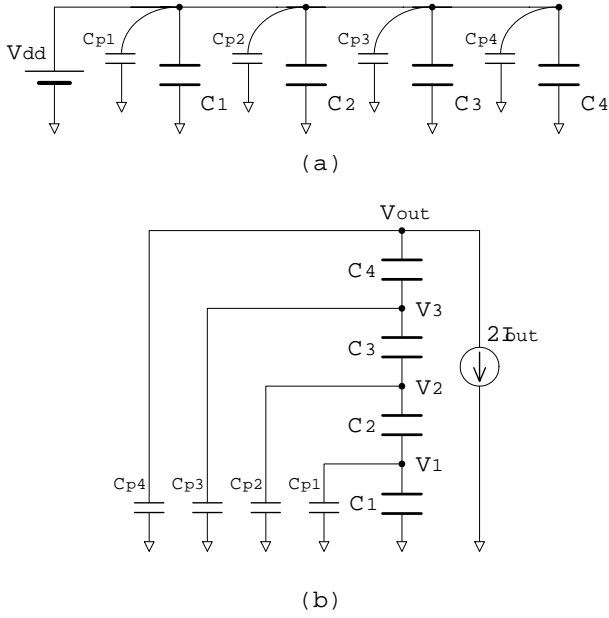 Cp1 Cp2 Cp3 Cp4
Vdd
C1 C2 C3 C4
(a)
Vout
C4
V3
C3
2Iout
V2
C2
V1
Cp4 Cp3 Cp2 Cp1
C1
(b)